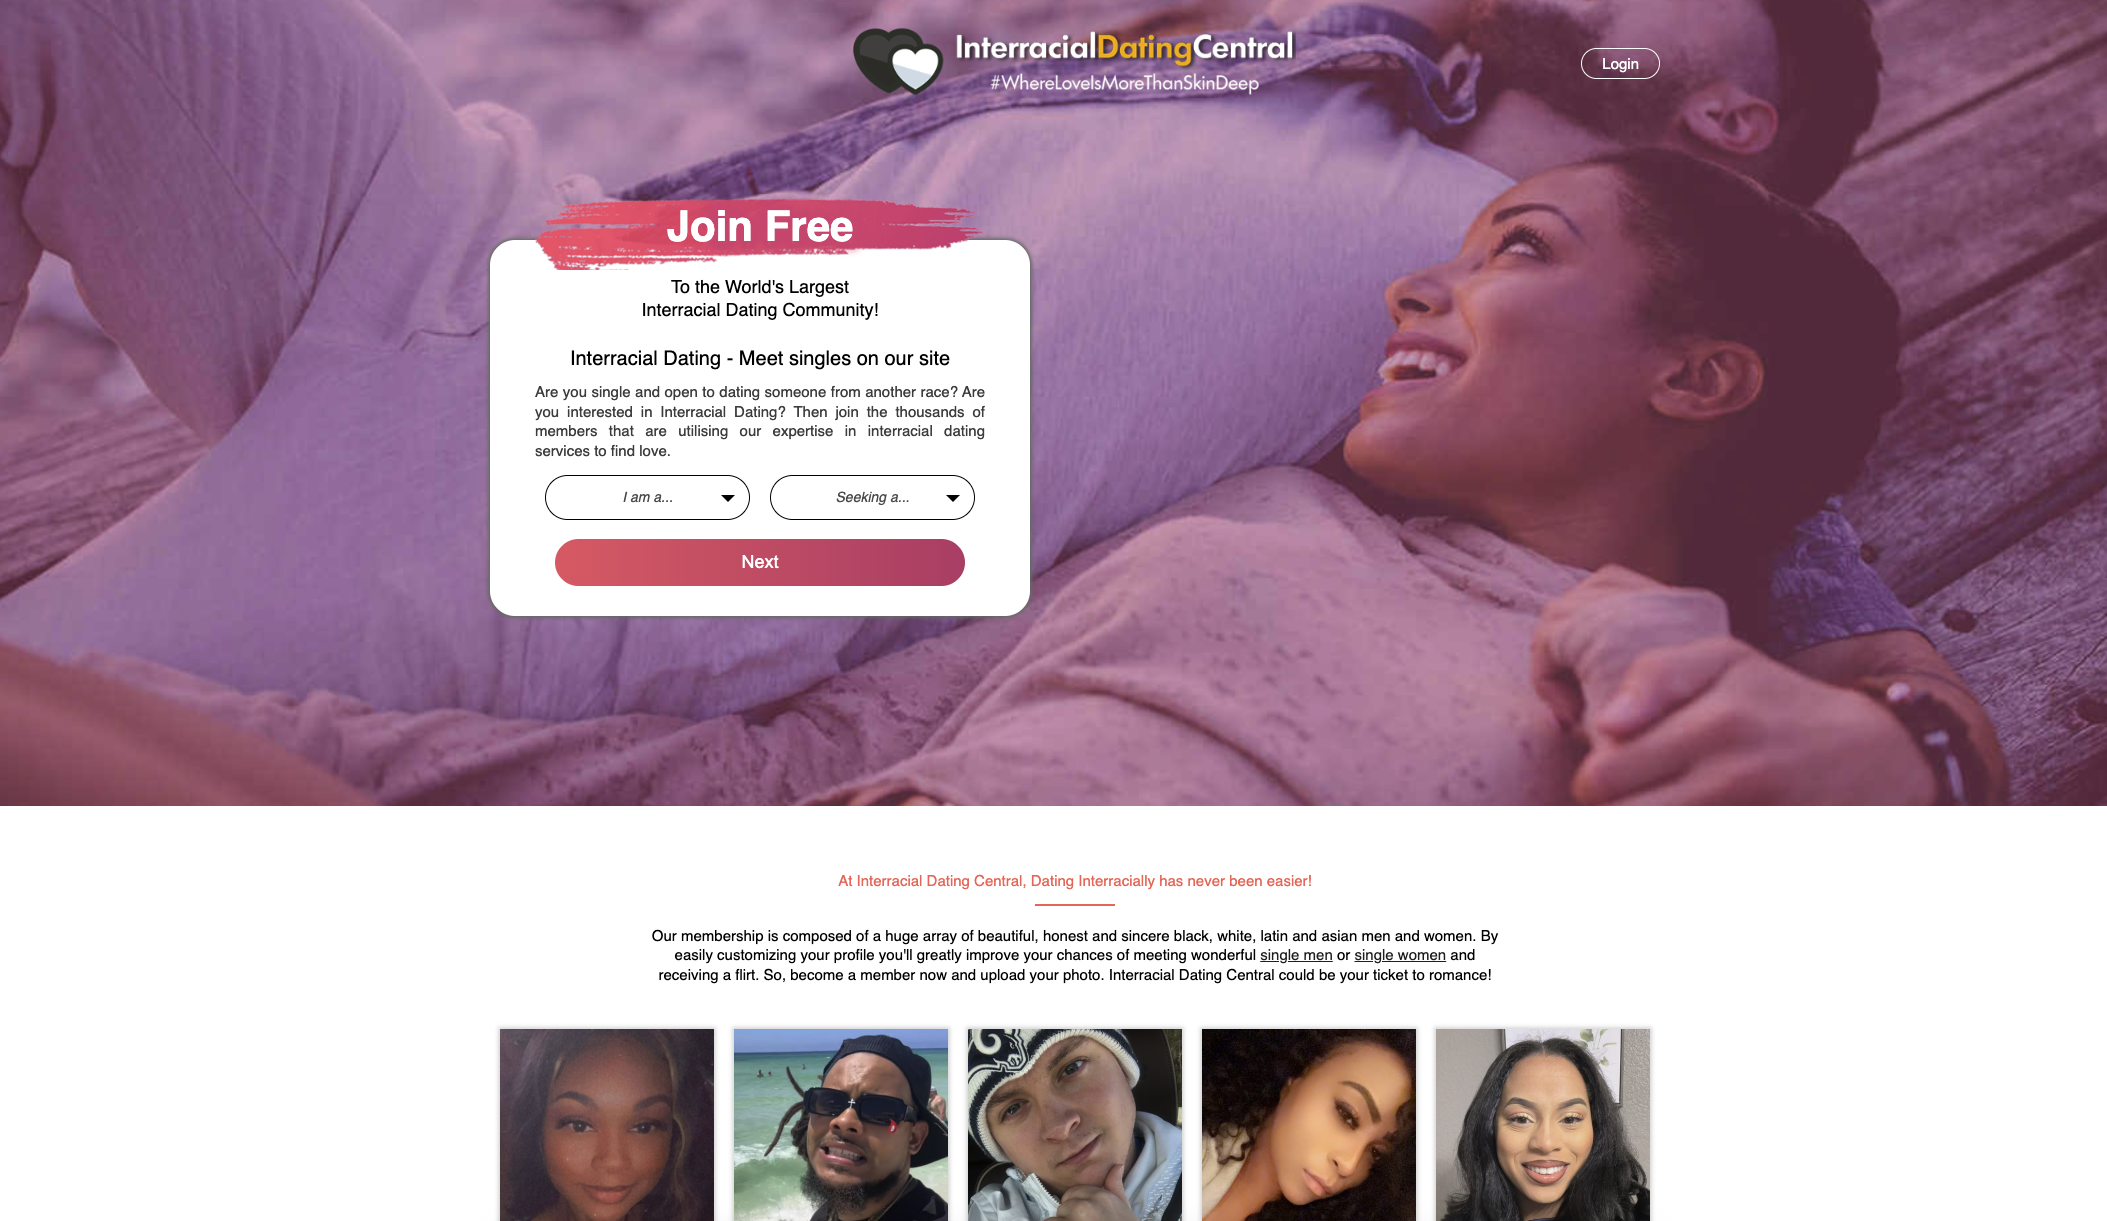 InterracialDatingCentral
#WhereLoveIsMoreThanSkinDeep
Login
Join Free
To the World's Largest
Interracial Dating Community!
Interracial Dating - Meet singles on our site
Are you single and open to dating someone from another race? Are
you interested in Interracial Dating? Then join the thousands of
members that are utilising our expertise in interracial dating
services to find love.
I am a...
Seeking a...
Next
At Interracial Dating Central, Dating Interracially has never been easier!
Our membership is composed of a huge array of beautiful, honest and sincere black, white, latin and asian men and women. By
easily customizing your profile you'll greatly improve your chances of meeting wonderful single men or single women and
receiving a flirt. So, become a member now and upload your photo. Interracial Dating Central could be your ticket to romance!